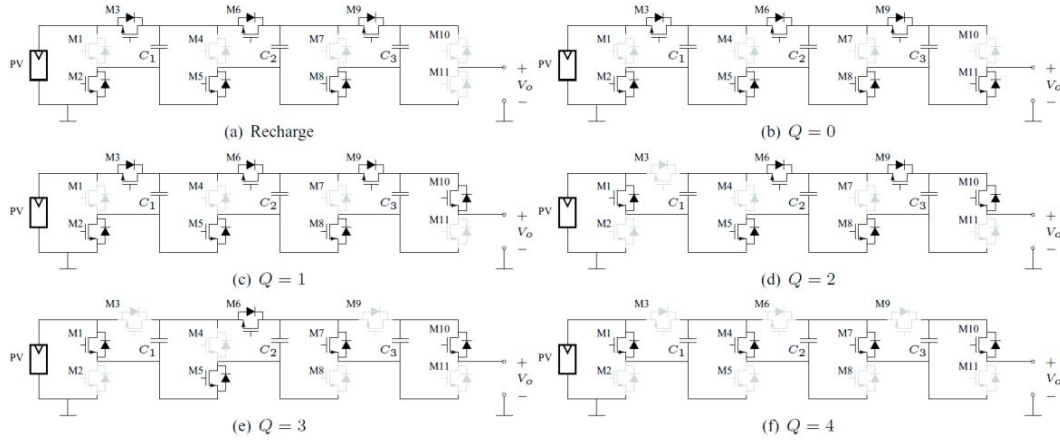 M3 M6 M9
M1 M4 M7 M10
PV C1 C2 C3 +
M2 M5 M8 M11 Vo
−
(a) Recharge
M3 M6 M9
M1 M4 M7 M10
PV C1 C2 C3 +
M2 M5 M8 M11 Vo
−
(b) Q = 0
M3 M6 M9
M1 M4 M7 M10
PV C1 C2 C3 +
M2 M5 M8 M11 Vo
−
(c) Q = 1
M3 M6 M9
M1 M4 M7 M10
PV C1 C2 C3 +
M2 M5 M8 M11 Vo
−
(d) Q = 2
M3 M6 M9
M1 M4 M7 M10
PV C1 C2 C3 +
M2 M5 M8 M11 Vo
−
(e) Q = 3
M3 M6 M9
M1 M4 M7 M10
PV C1 C2 C3 +
M2 M5 M8 M11 Vo
−
(f) Q = 4